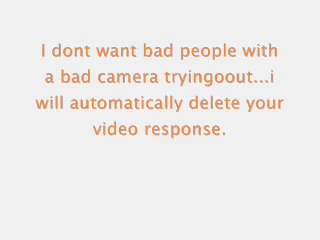 I dont want bad people with
a bad camera tryingoout...i
will automatically delete your
video response.